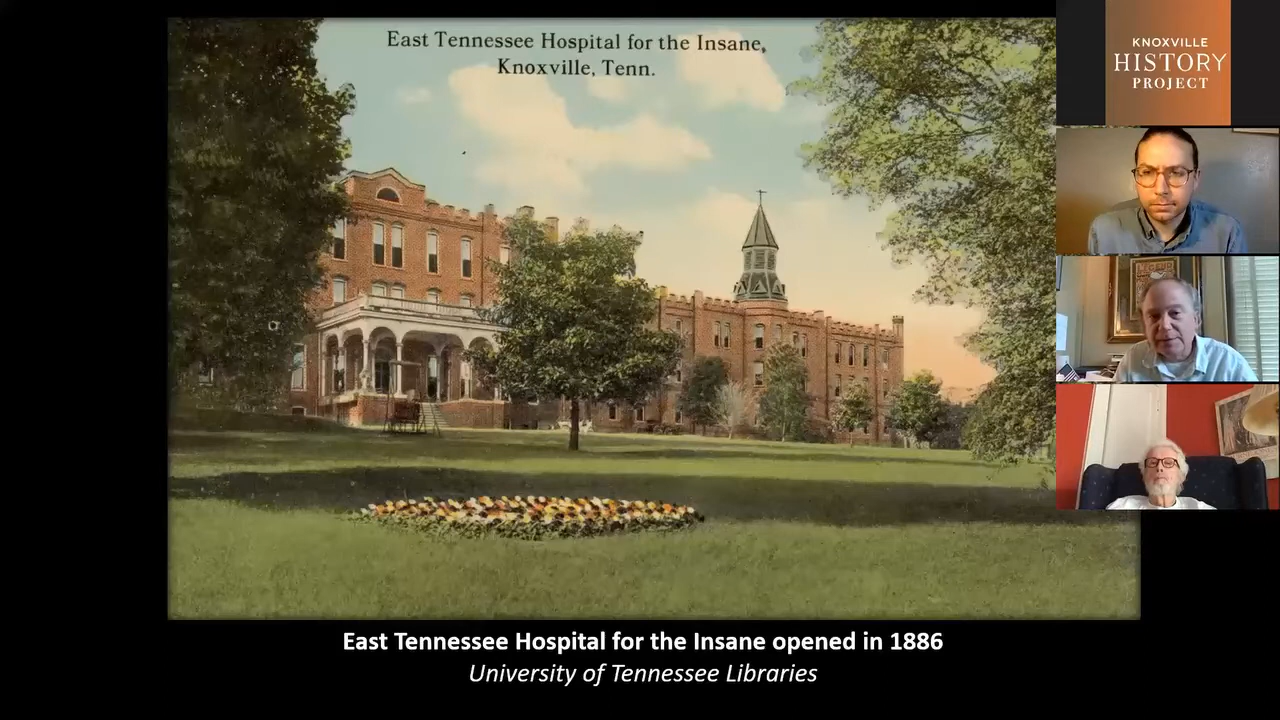 East Tennessee Hospital for the Insane,
Knoxville, Tenn.
KNOXVILLE
HISTORY
PROJECT
East Tennessee Hospital for the Insane opened in 1886
University of Tennessee Libraries